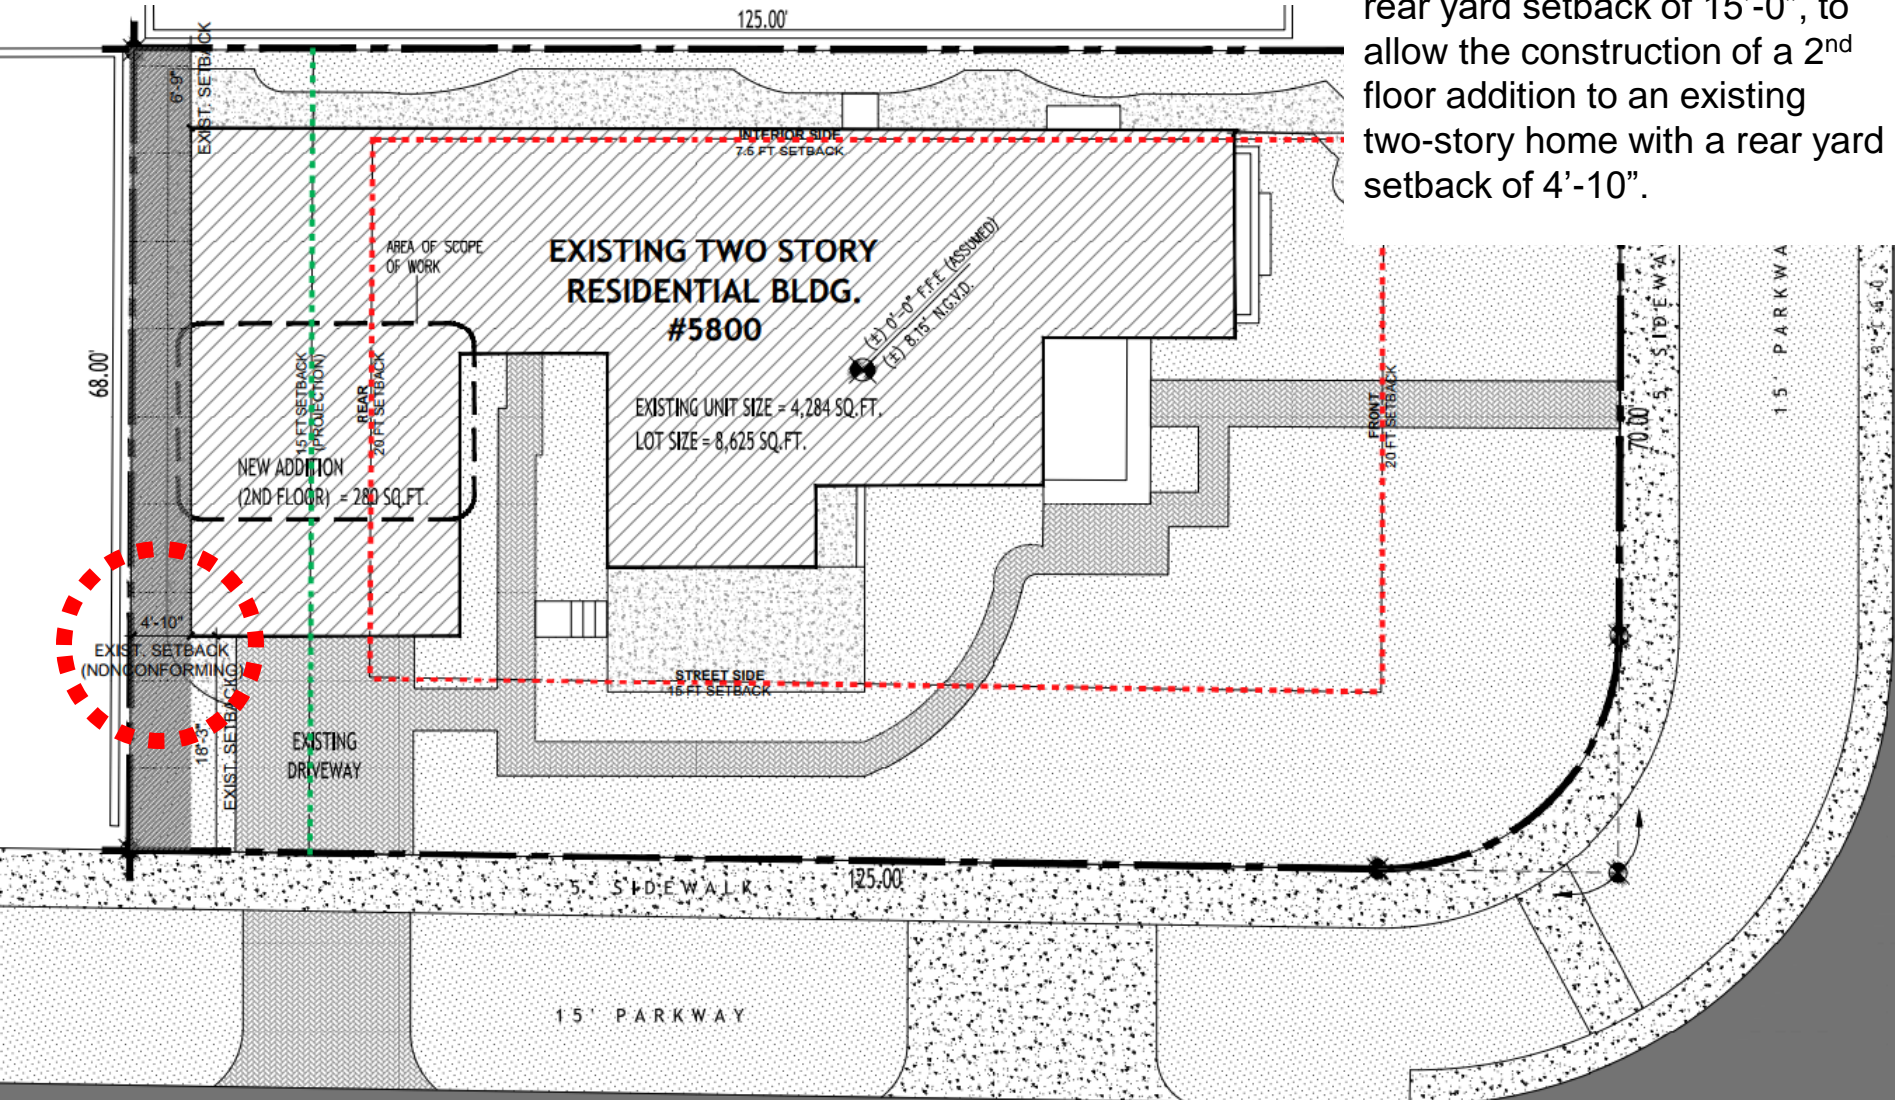 125.00'
rear yard setback of 15'-0", to
allow the construction of a 2nd
floor addition to an existing
two-story home with a rear yard
setback of 4'-10”.
6'-9"
EXIST. SETBACK
INTERIOR SIDE
7.5 FT SETBACK
AREA OF SCOPE
OF WORK
EXISTING TWO STORY
RESIDENTIAL BLDG.
#5800
(±) 0'-0" F.F.E (ASSUMED)
(±) 8.15' N.G.V.D.
EXISTING UNIT SIZE = 4,284 SQ.FT.
LOT SIZE = 8,625 SQ.FT.
68.00'
15 FT SETBACK
(PROJECTION)
REAR
20 FT SETBACK
NEW ADDITION
(2ND FLOOR) = 280 SQ.FT.
FRONT
20 FT SETBACK
70.00'
5' SIDEWA
15' PARKWA
4'-10"
EXIST. SETBACK
(NONCONFORMING)
18'-3"
EXIST. SETBACK
STREET SIDE
15 FT SETBACK
EXISTING
DRIVEWAY
5' SIDEWALK
125.00
15' PARKWAY